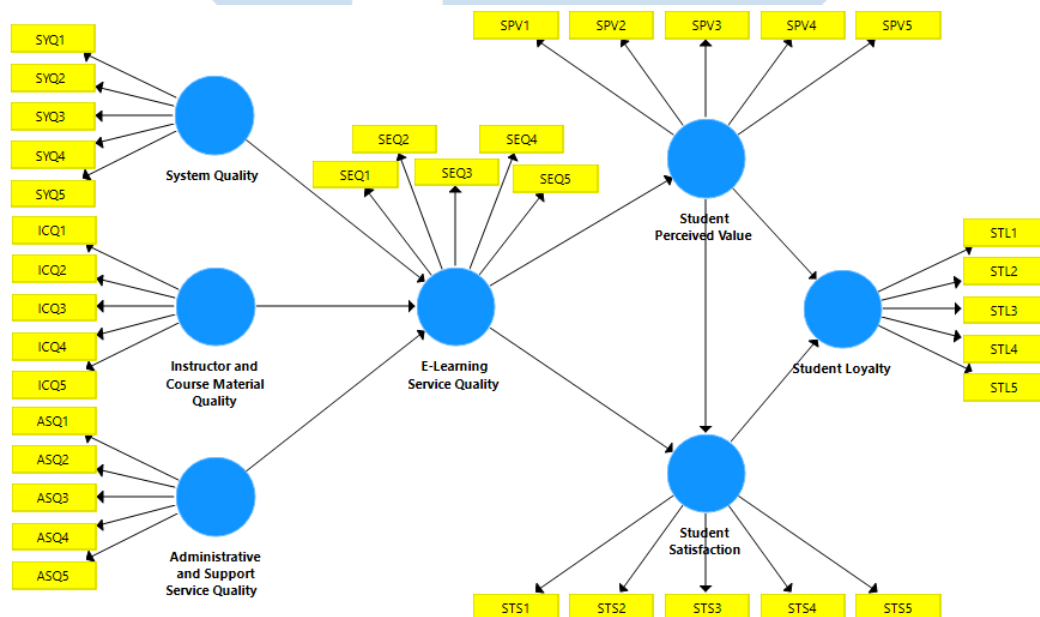 SYQ1
SYQ2
SYQ3
SYQ4
SYQ5
System Quality
ICQ1
ICQ2
ICQ3
ICQ4
ICQ5
Instructor and
Course Material
Quality
ASQ1
ASQ2
ASQ3
ASQ4
ASQ5
Administrative
and Support
Service Quality
SEQ1
SEQ2
SEQ3
SEQ4
SEQ5
E-Learning
Service Quality
SPV1
SPV2
SPV3
SPV4
SPV5
Student
Perceived Value
Student
Satisfaction
STS1
STS2
STS3
STS4
STS5
Student Loyalty
STL1
STL2
STL3
STL4
STL5